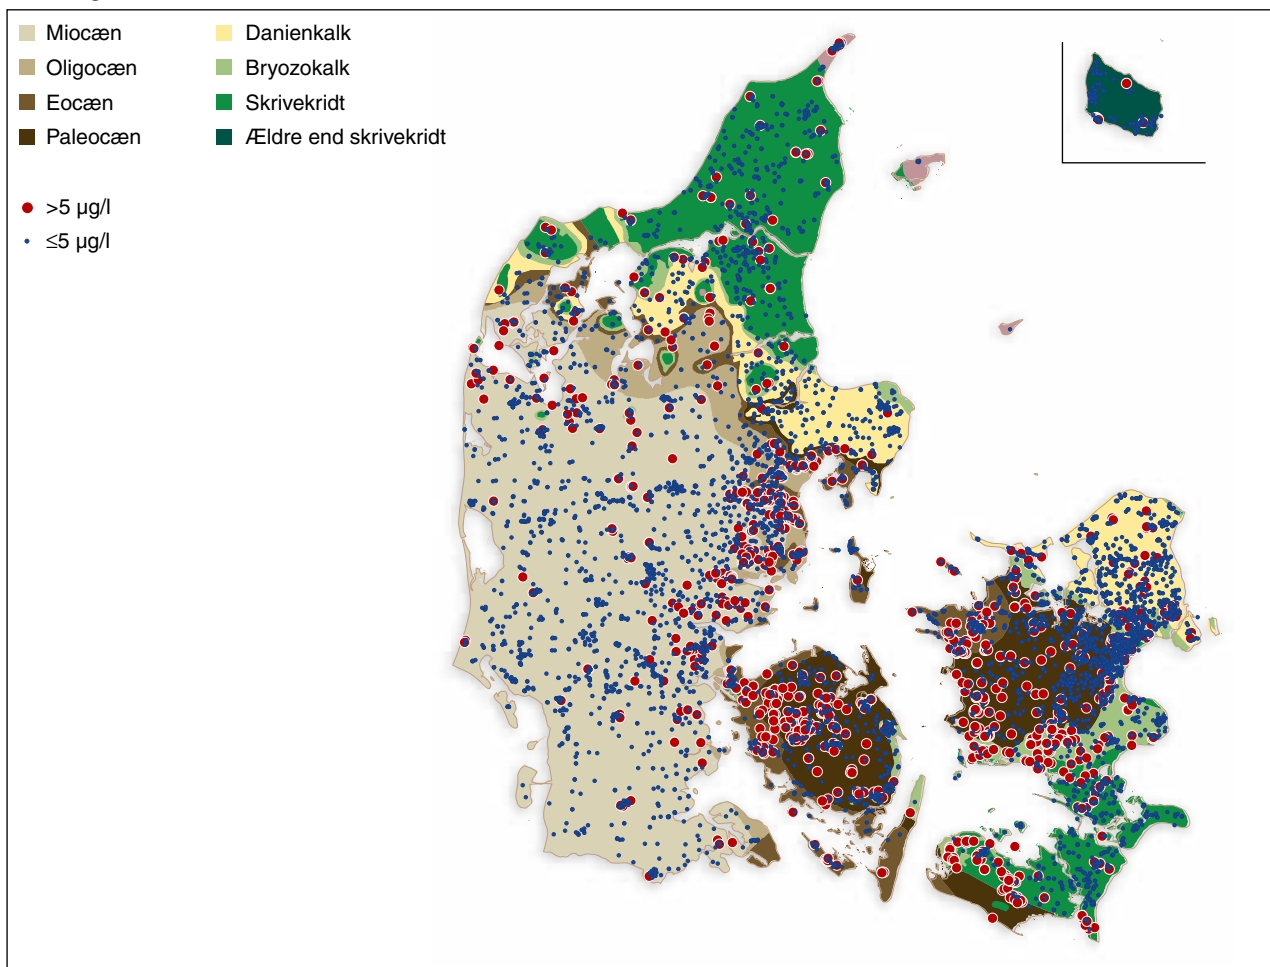 Miocæn
Oligocæn
Eocæn
Paleocæn
Danienkalk
Bryozokalk
Skrivekridt
Ældre end skrivekridt
>5 µg/l
≤5 µg/l